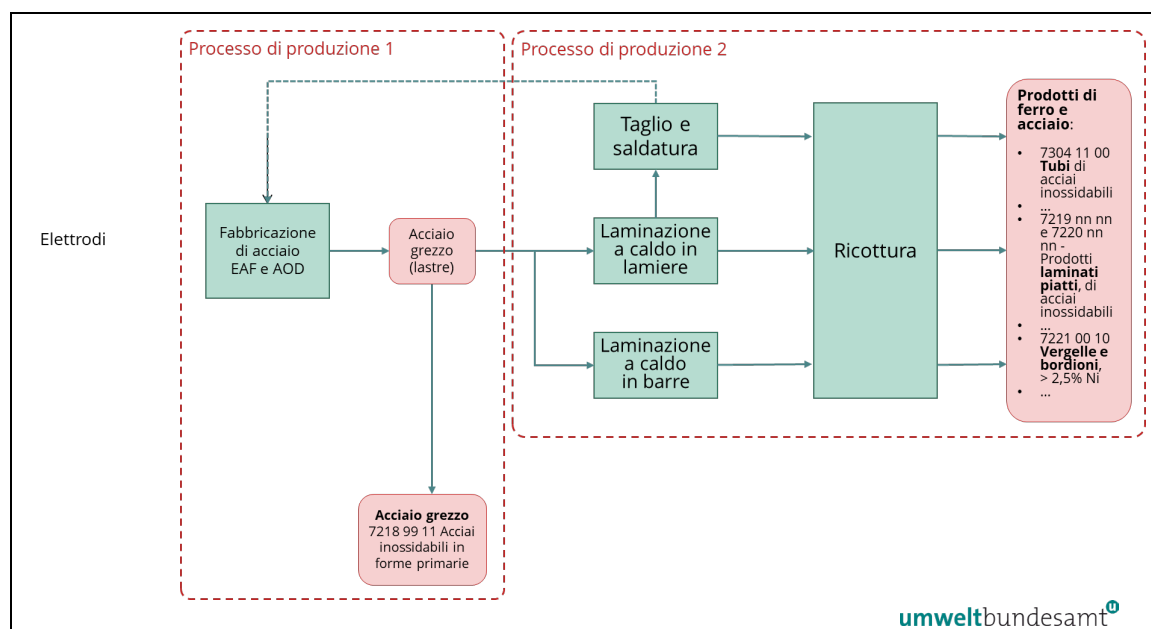 Processo di produzione 1
Processo di produzione 2
Elettrodi
Fabbricazione
di acciaio
EAF e AOD
Acciaio
grezzo
(lastre)
Acciaio grezzo
7218 99 11 Acciai
inossidabili in
forme primarie
Taglio e
saldatura
Laminazione
a caldo in
lamiere
Laminazione
a caldo
in barre
Ricottura
Prodotti di
ferro e
acciaio:
• 7304 11 00
Tubi di
acciai
inossidabili
• ...
• 7219 nn nn
e 7220 nn
nn -
Prodotti
laminati
piatti, di
acciai
inossidabili
• ...
• 7221 00 10
Vergelle e
bordioni,
> 2,5% Ni
• ...
umweltbundesamt u